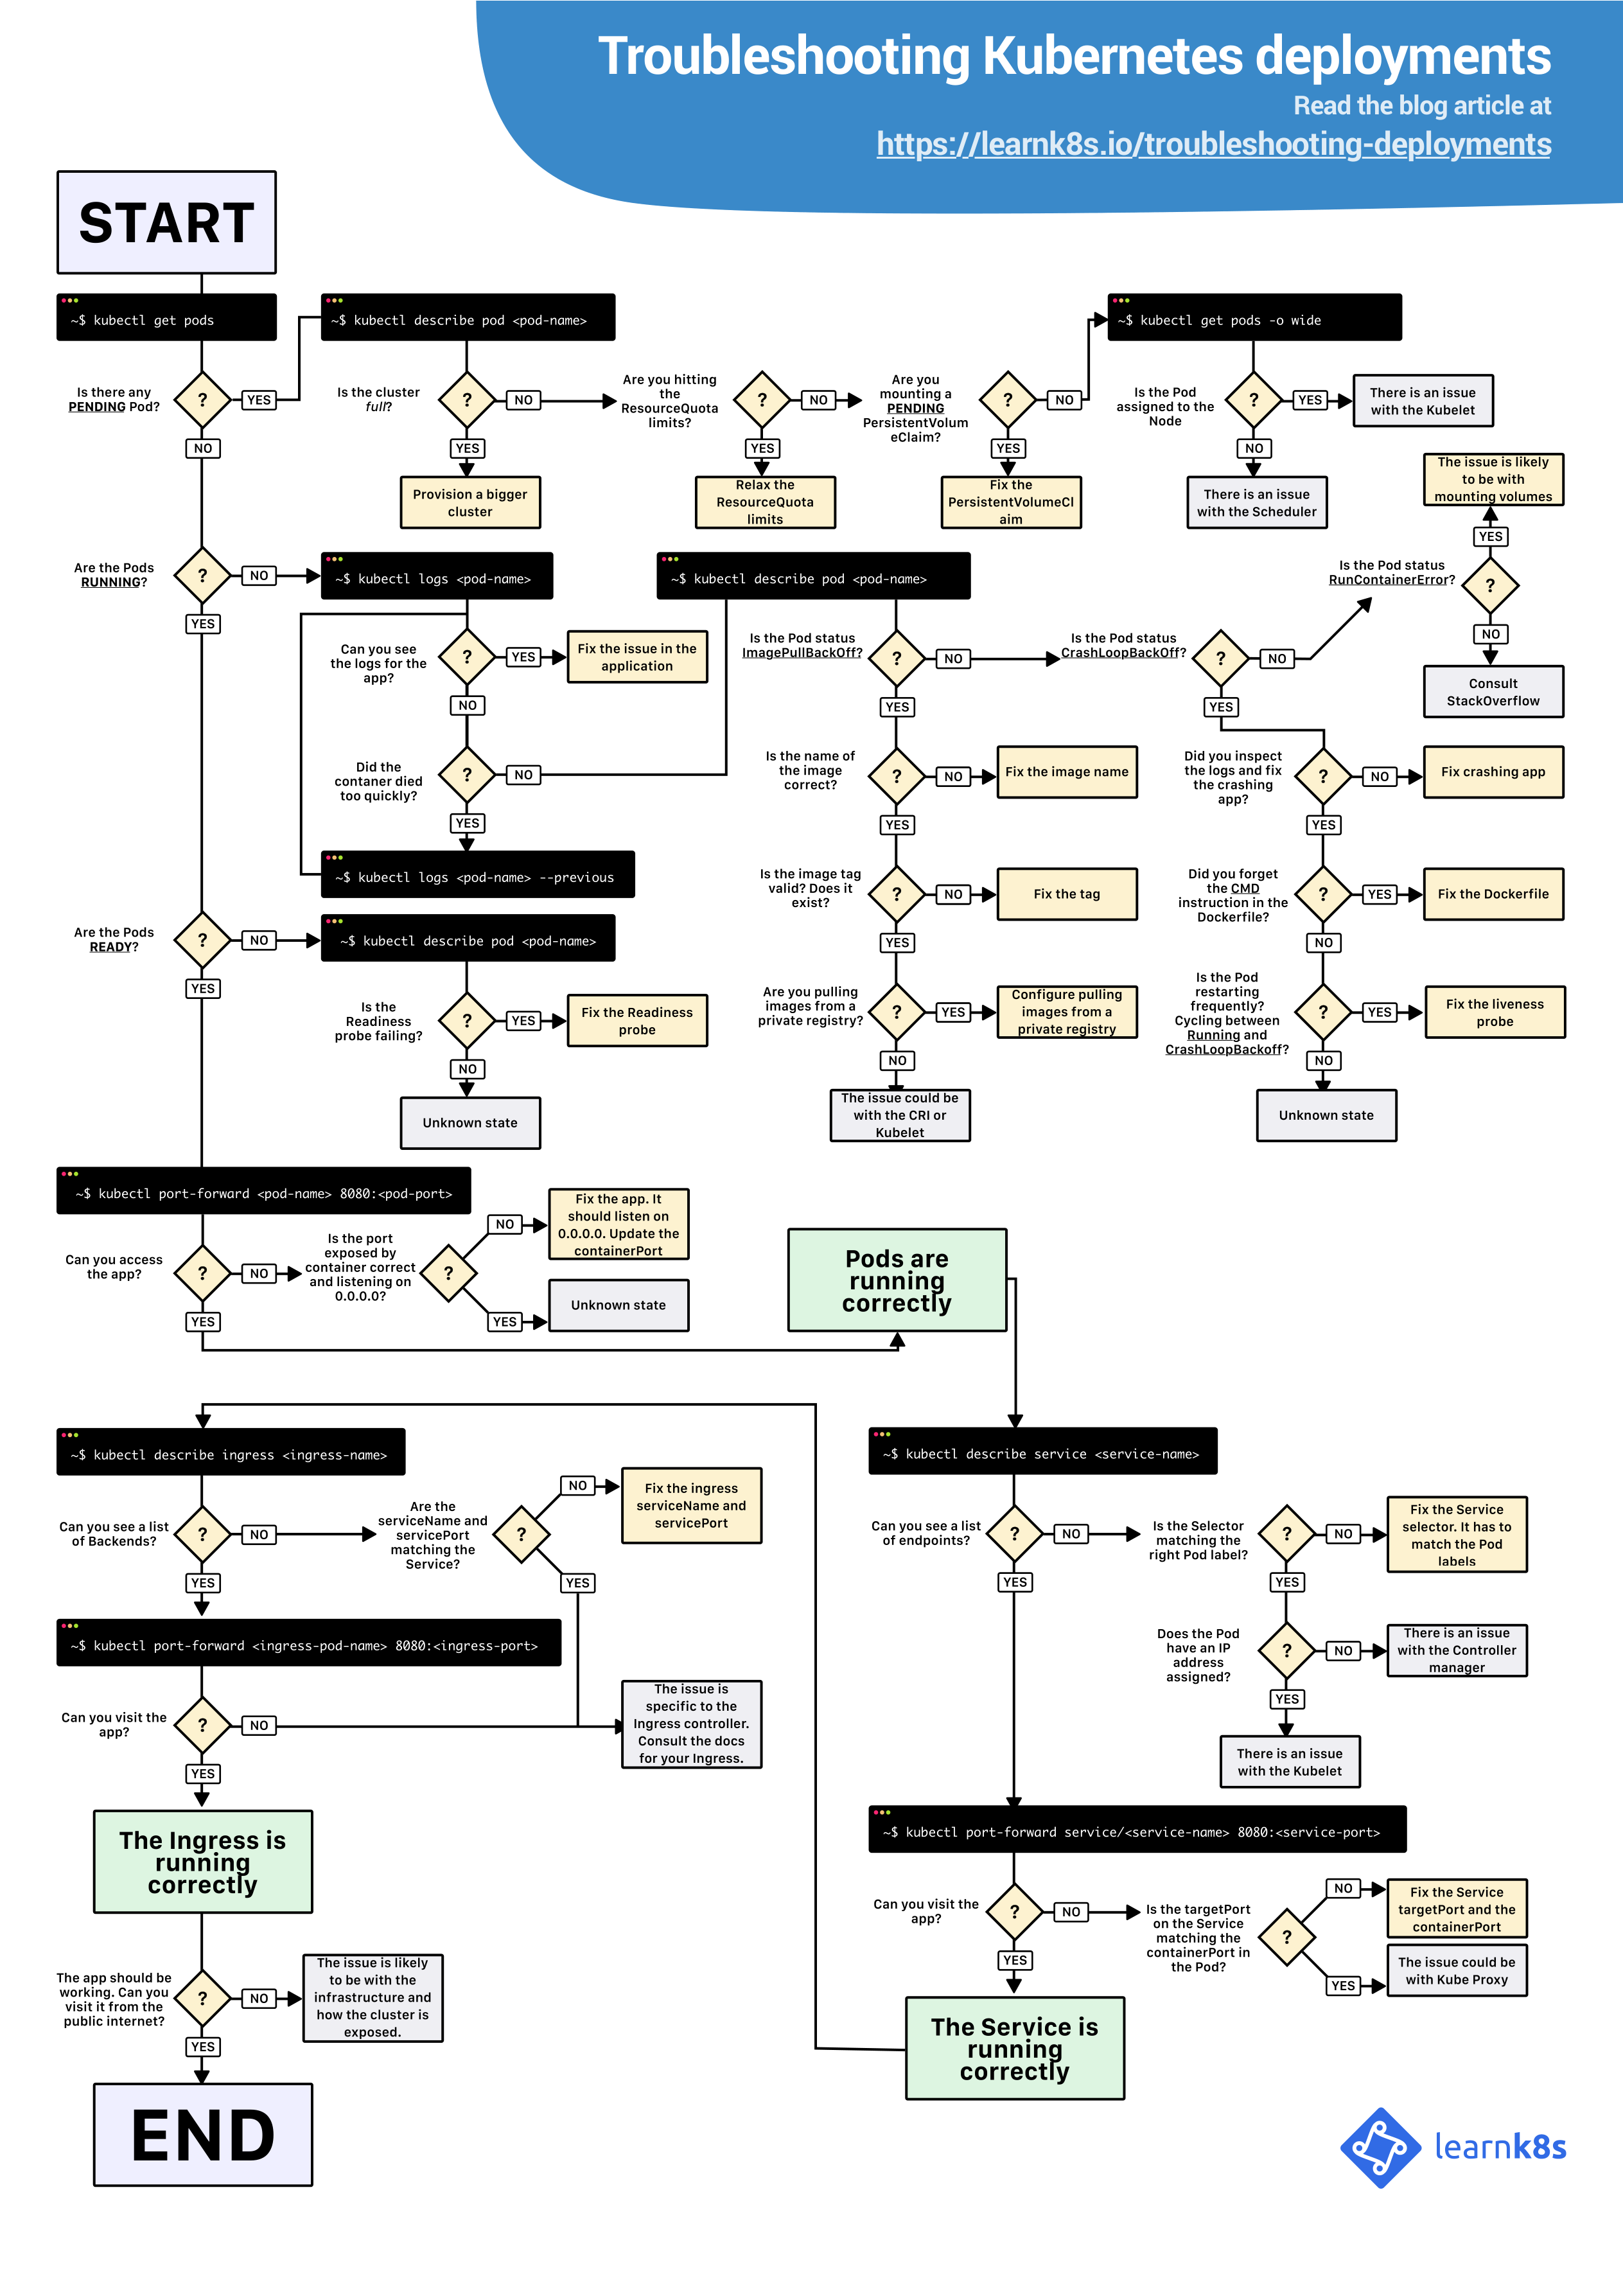 Troubleshooting Kubernetes deployments
Read the blog article at
https://learnk8s.io/troubleshooting-deployments
START
~$ kubectl get pods
Is there any
PENDING Pod?
?
YES
NO
~$ kubectl describe pod <pod-name>
Is the cluster
full?
?
NO
YES
Provision a bigger
cluster
Are you hitting
the
ResourceQuota
limits?
?
NO
YES
Relax the
ResourceQuota
limits
Are you
mounting a
PENDING
PersistentVolum
eClaim?
?
NO
YES
Fix the
PersistentVolumeCl
aim
~$ kubectl get pods -o wide
Is the Pod
assigned to the
Node
?
YES
There is an issue
with the Kubelet
NO
There is an issue
with the Scheduler
Are the Pods
RUNNING?
?
NO
YES
~$ kubectl logs <pod-name>
Can you see
the logs for the
app?
?
YES
Fix the issue in the
application
NO
Did the
contaner died
too quickly?
?
NO
YES
~$ kubectl logs <pod-name> --previous
~$ kubectl describe pod <pod-name>
Is the Pod status
ImagePullBackOff?
?
NO
YES
Is the name of
the image
correct?
?
NO
Fix the image name
YES
Is the image tag
valid? Does it
exist?
?
NO
Fix the tag
YES
Are you pulling
images from a
private registry?
?
YES
Configure pulling
images from a
private registry
NO
The issue could be
with the CRI or
Kubelet
Is the Pod status
CrashLoopBackOff?
?
NO
YES
Is the Pod status
RunContainerError?
?
YES
The issue is likely
to be with
mounting volumes
NO
Consult
StackOverflow
Did you inspect
the logs and fix
the crashing
app?
?
NO
Fix crashing app
YES
Did you forget
the CMD
instruction in the
Dockerfile?
?
YES
Fix the Dockerfile
NO
Is the Pod
restarting
frequently?
Cycling between
Running and
CrashLoopBackoff?
?
YES
Fix the liveness
probe
NO
Unknown state
Are the Pods
READY?
?
NO
YES
~$ kubectl describe pod <pod-name>
Is the
Readiness
probe failing?
?
YES
Fix the Readiness
probe
NO
Unknown state
~$ kubectl port-forward <pod-name> 8080:<pod-port>
Can you access
the app?
?
NO
YES
Is the port
exposed by
container correct
and listening on
0.0.0.0?
?
NO
Fix the app. It
should listen on
0.0.0.0. Update the
containerPort
YES
Unknown state
Pods are
running
correctly
~$ kubectl describe service <service-name>
Can you see a list
of endpoints?
?
NO
YES
Is the Selector
matching the
right Pod label?
?
NO
Fix the Service
selector. It has to
match the Pod
labels
YES
Does the Pod
have an IP
address
assigned?
?
NO
There is an issue
with the Controller
manager
YES
There is an issue
with the Kubelet
~$ kubectl port-forward service/<service-name> 8080:<service-port>
Can you visit the
app?
?
NO
YES
Is the targetPort
on the Service
matching the
containerPort in
the Pod?
?
NO
Fix the Service
targetPort and the
containerPort
YES
The issue could be
with Kube Proxy
The Service is
running
correctly
~$ kubectl describe ingress <ingress-name>
Can you see a list
of Backends?
?
NO
YES
Are the
serviceName and
servicePort
matching the
Service?
?
NO
Fix the ingress
serviceName and
servicePort
YES
~$ kubectl port-forward <ingress-pod-name> 8080:<ingress-port>
Can you visit the
app?
?
NO
The issue is
specific to the
Ingress controller.
Consult the docs
for your Ingress.
YES
The Ingress is
running
correctly
The app should be
working. Can you
visit it from the
public internet?
?
NO
The issue is likely
to be with the
infrastructure and
how the cluster is
exposed.
YES
END
learnk8s